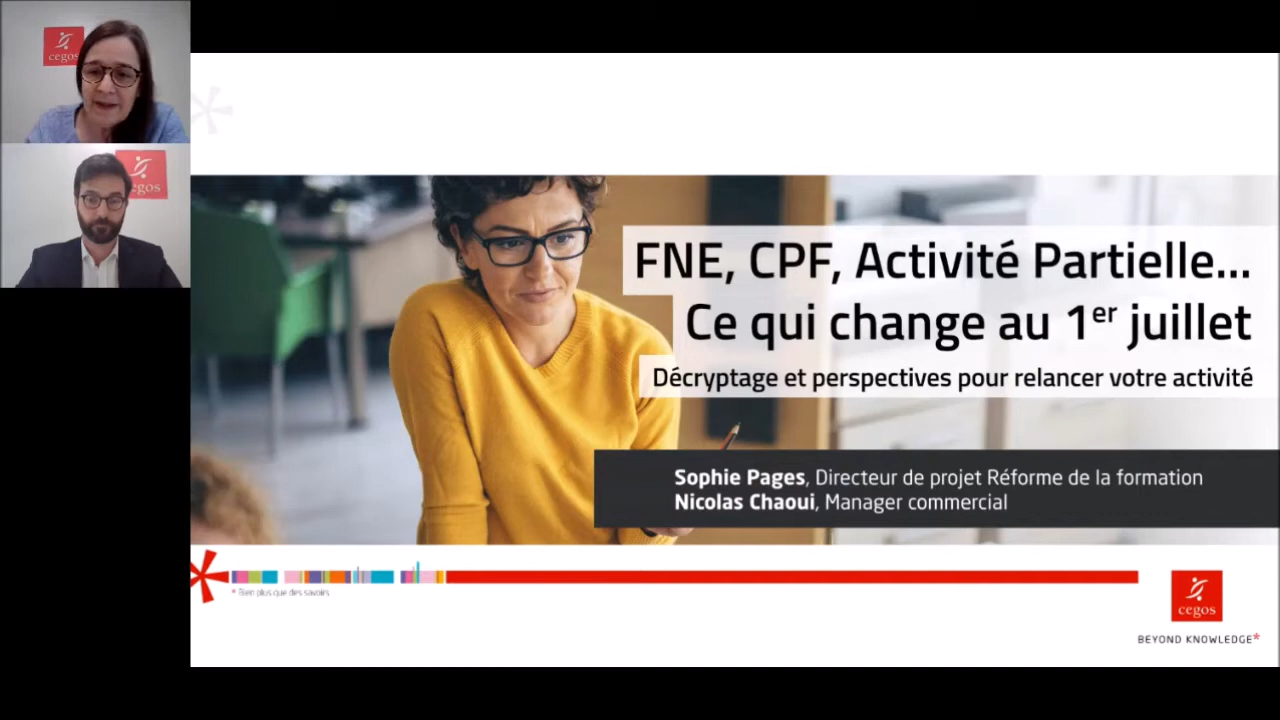 cegos
egos
FNE, CPF, Activité Partielle...
Ce qui change au 1er juillet
Décryptage et perspectives pour relancer votre activité
Sophie Pages, Directeur de projet Réforme de la formation
Nicolas Chaoui, Manager commercial
* Bien plus que des savoirs
cegos
BEYOND KNOWLEDGE*